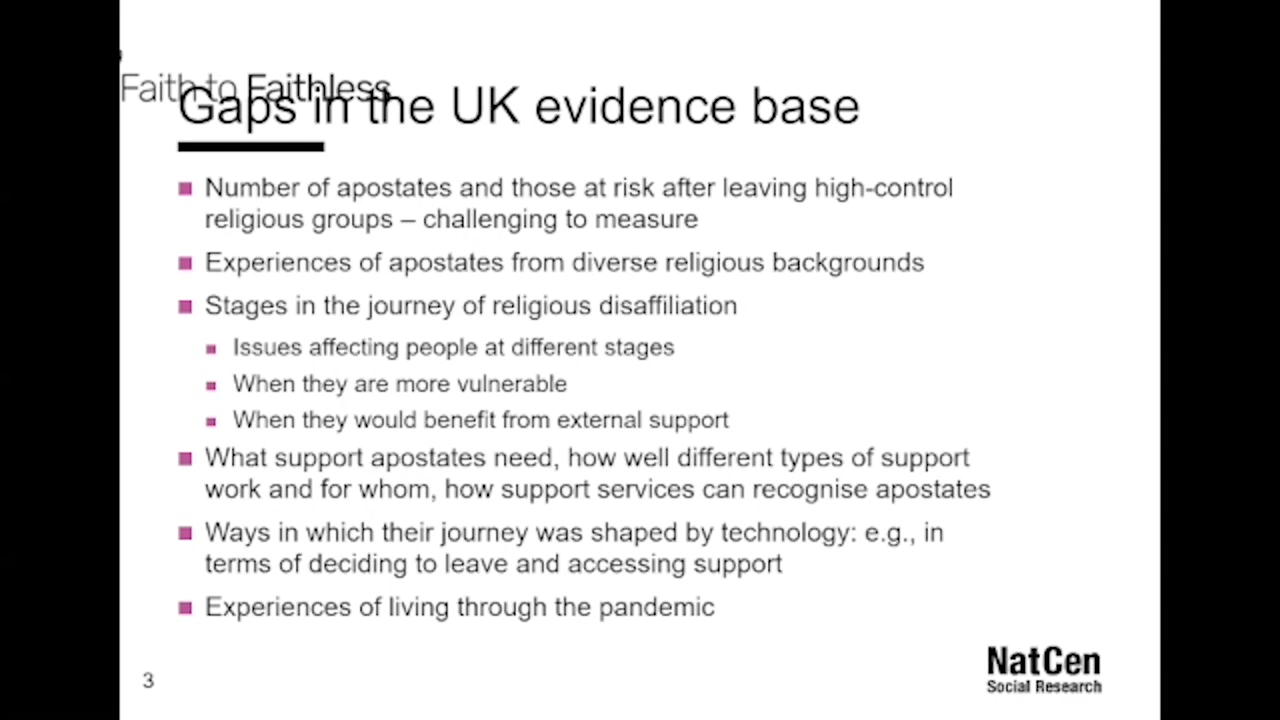 Faith to Faithless
Gaps in the UK evidence base
Number of apostates and those at risk after leaving high-control
religious groups – challenging to measure
Experiences of apostates from diverse religious backgrounds
Stages in the journey of religious disaffiliation
Issues affecting people at different stages
When they are more vulnerable
When they would benefit from external support
What support apostates need, how well different types of support
work and for whom, how support services can recognise apostates
Ways in which their journey was shaped by technology: e.g., in
terms of deciding to leave and accessing support
Experiences of living through the pandemic
3
NatCen
Social Research